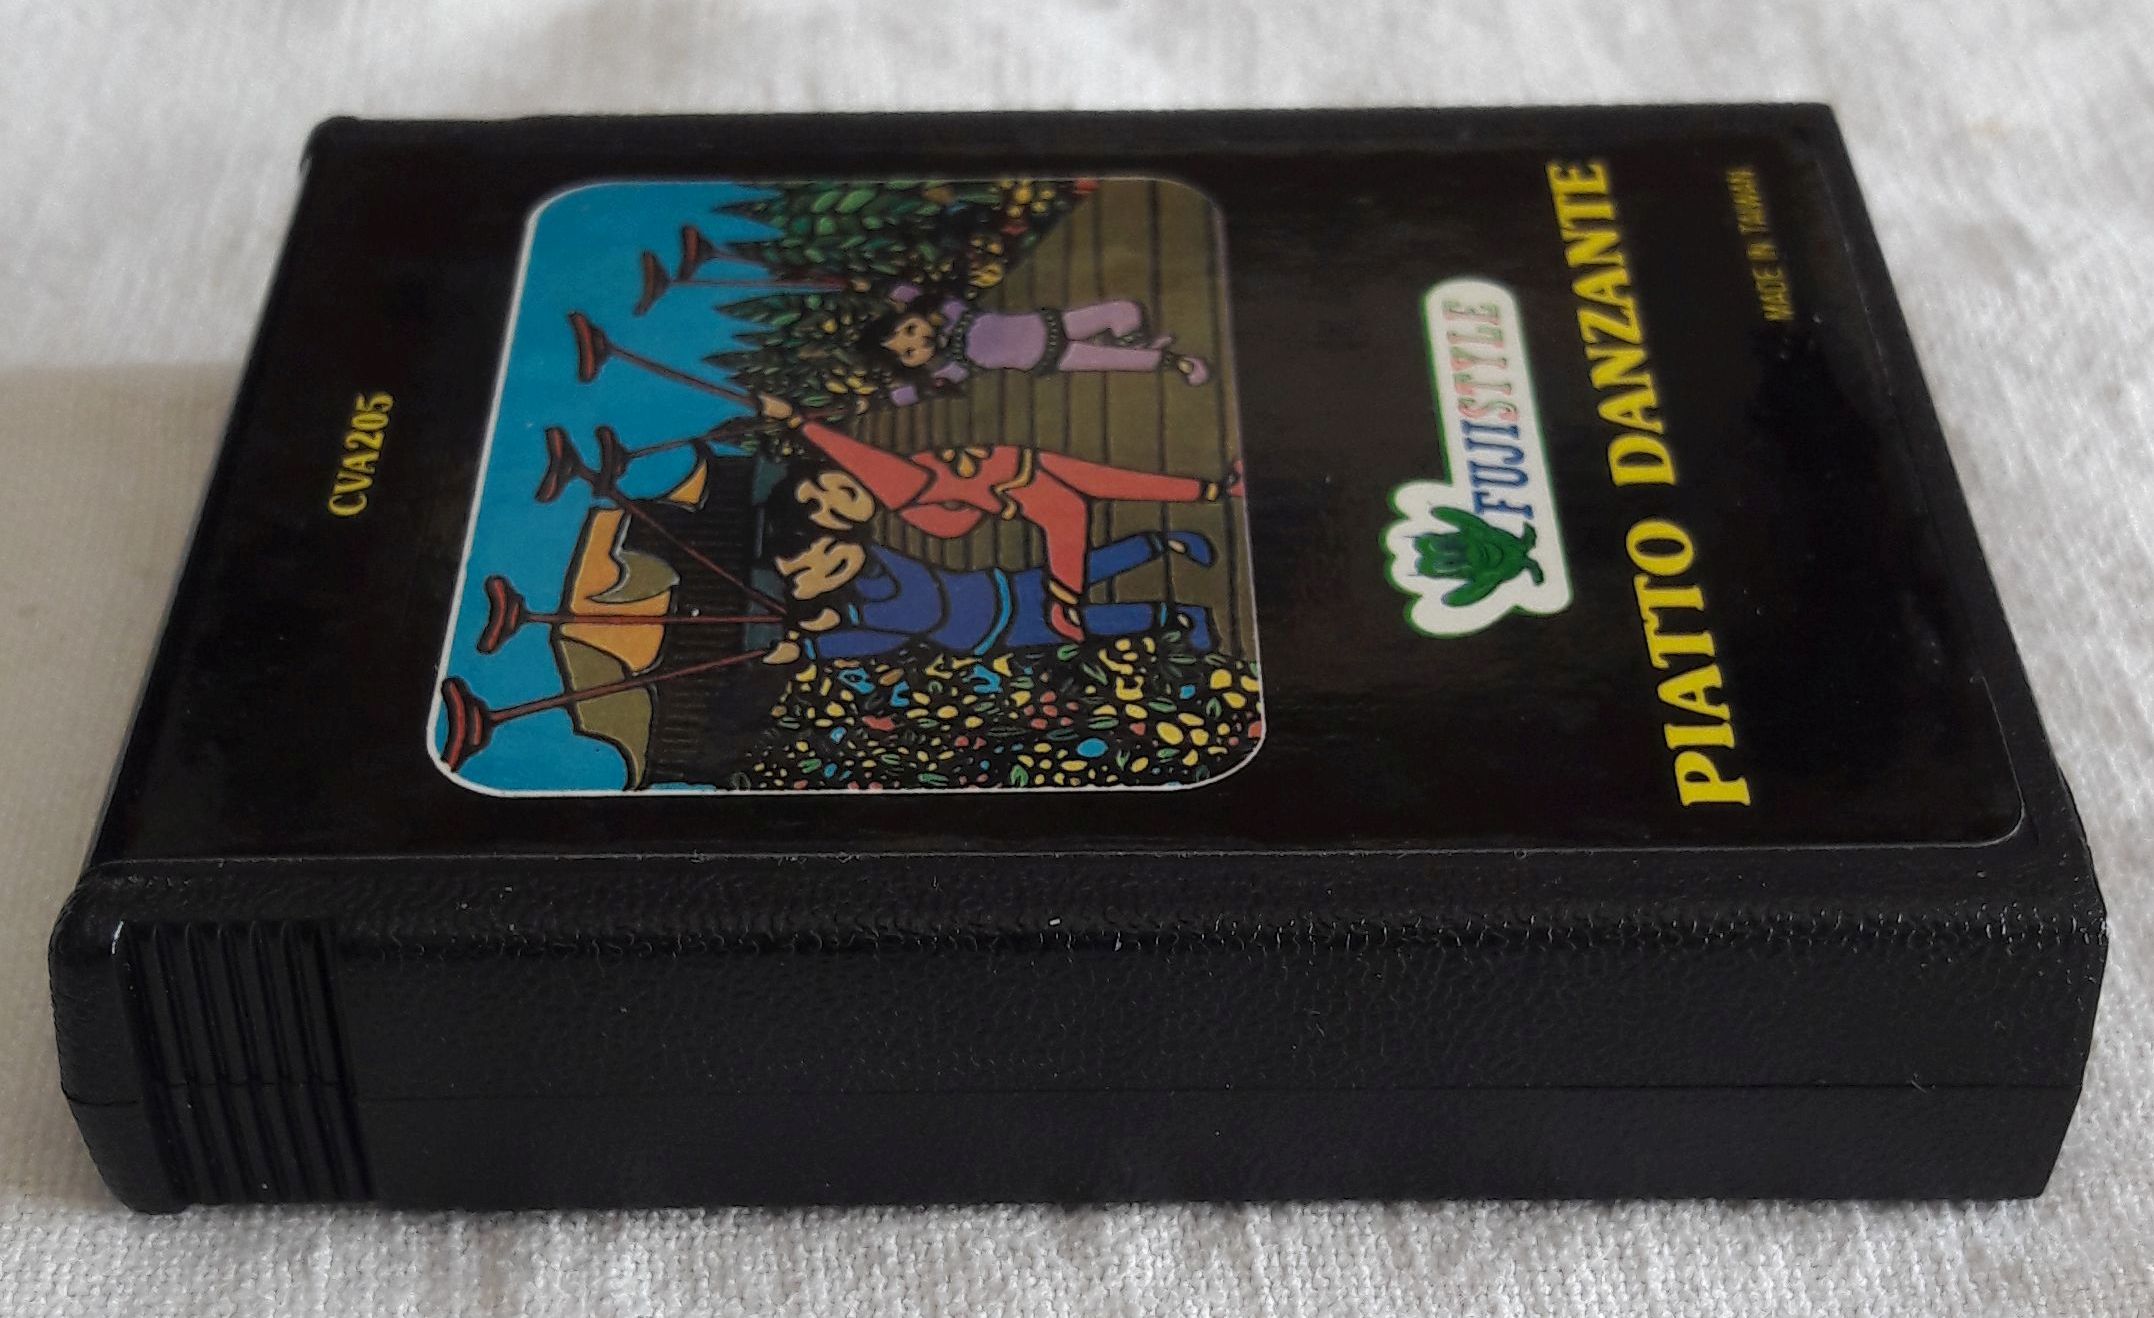 CVA205
FUJISTYLE
PIATTO DANZANTE
MADE IN TAIWAN